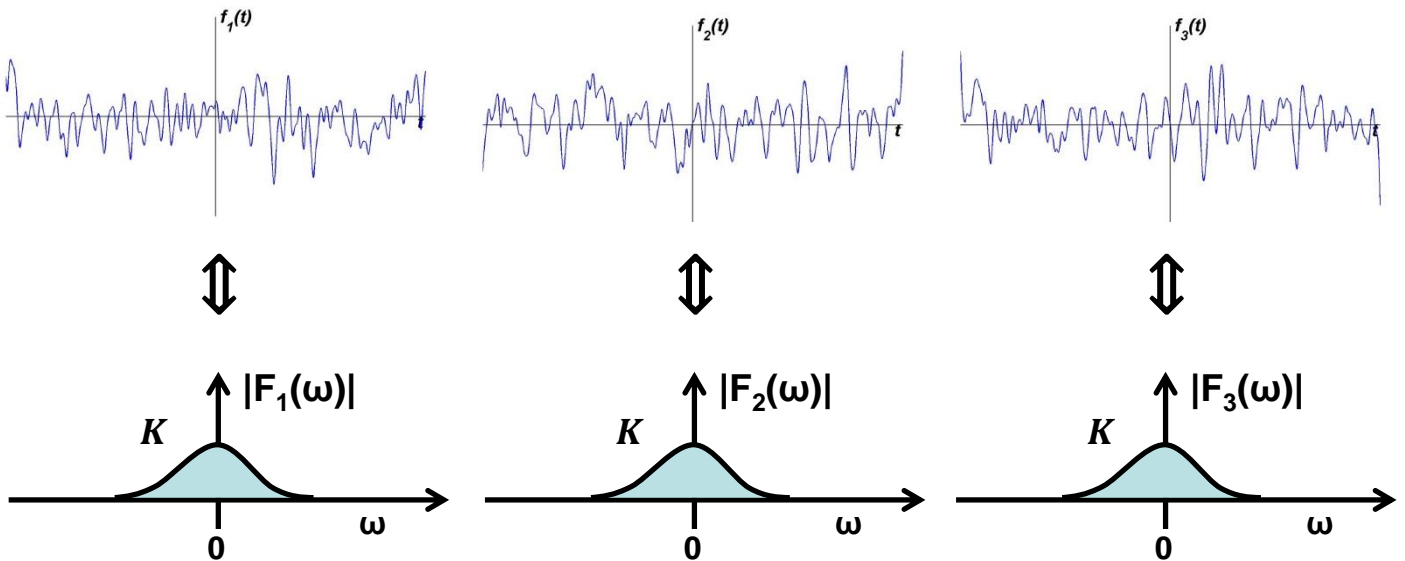 f₁(t) f₂(t) f₃(t)
t t t
|F₁(ω)| |F₂(ω)| |F₃(ω)|
K K K
ω ω ω
0 0 0